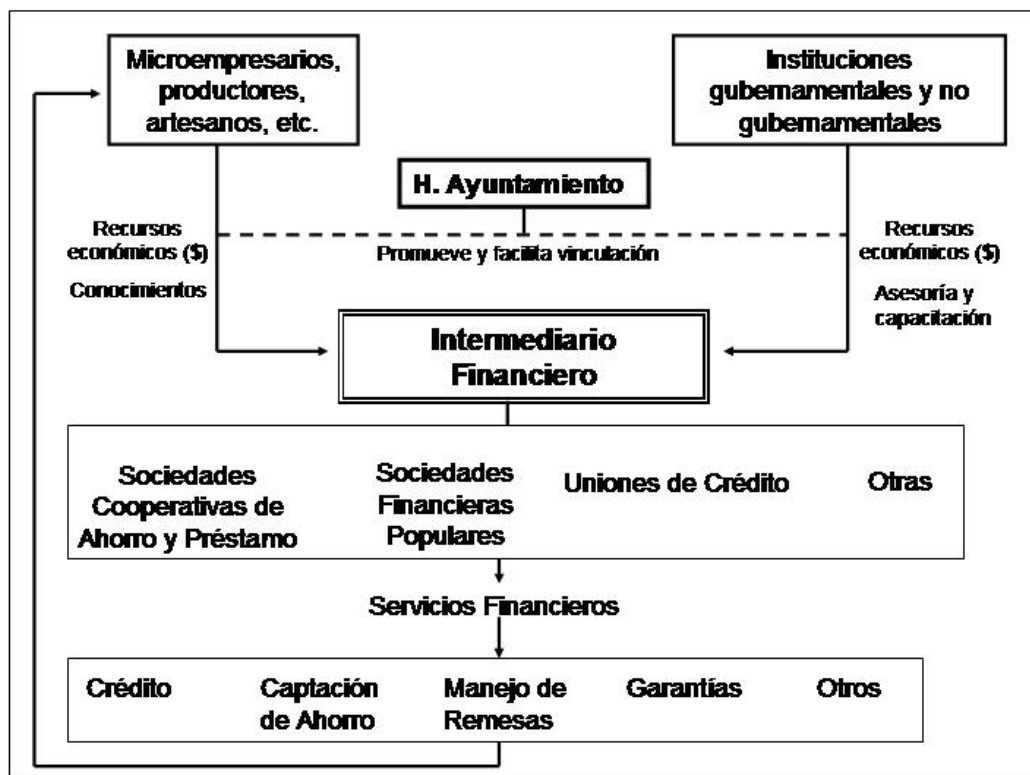 Microempresarios,
productores,
artesanos, etc.
Instituciones
gubernamentales y no
gubernamentales
H. Ayuntamiento
Recursos
económicos ($)
Conocimientos
Promueve y facilita vinculación
Recursos
económicos ($)
Asesoría y
capacitación
Intermediario
Financiero
Sociedades
Cooperativas de
Ahorro y Préstamo
Sociedades
Financieras
Populares
Uniones de Crédito
Otras
Servicios Financieros
Crédito
Captación
de Ahorro
Manejo de
Remesas
Garantías
Otros